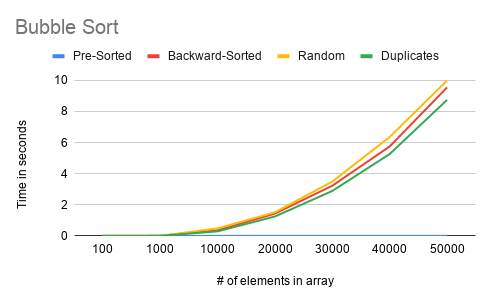 Bubble Sort
Pre-Sorted Backward-Sorted Random Duplicates
10
8
6
4
2
0
Time in seconds
100 1000 10000 20000 30000 40000 50000
# of elements in array